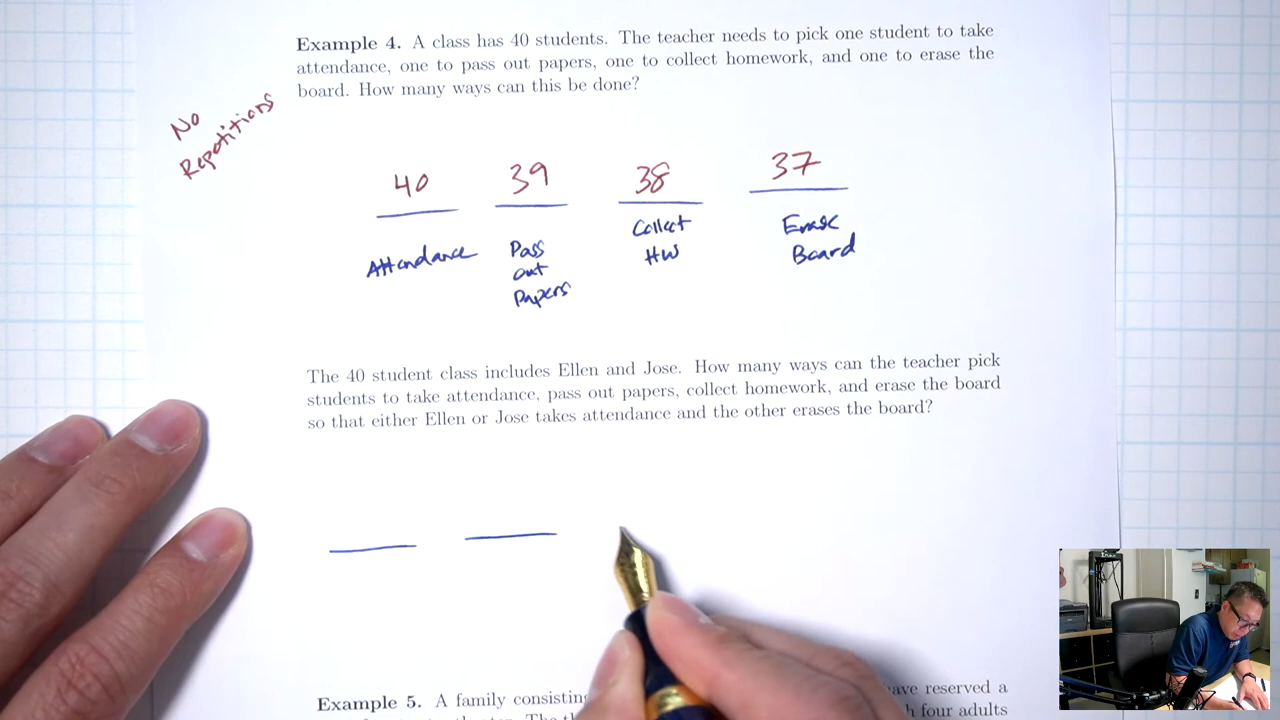 Example 4. A class has 40 students. The teacher needs to pick one student to take
attendance, one to pass out papers, one to collect homework, and one to erase the
board. How many ways can this be done?
No
Repetitions
40 39 38 37
Attendance
Pass
out
Papers
Collect
HW
Erase
Board
The 40 student class includes Ellen and Jose. How many ways can the teacher pick
students to take attendance, pass out papers, collect homework, and erase the board
so that either Ellen or Jose takes attendance and the other erases the board?
Example 5. A family consisting ave reserved a
four adults